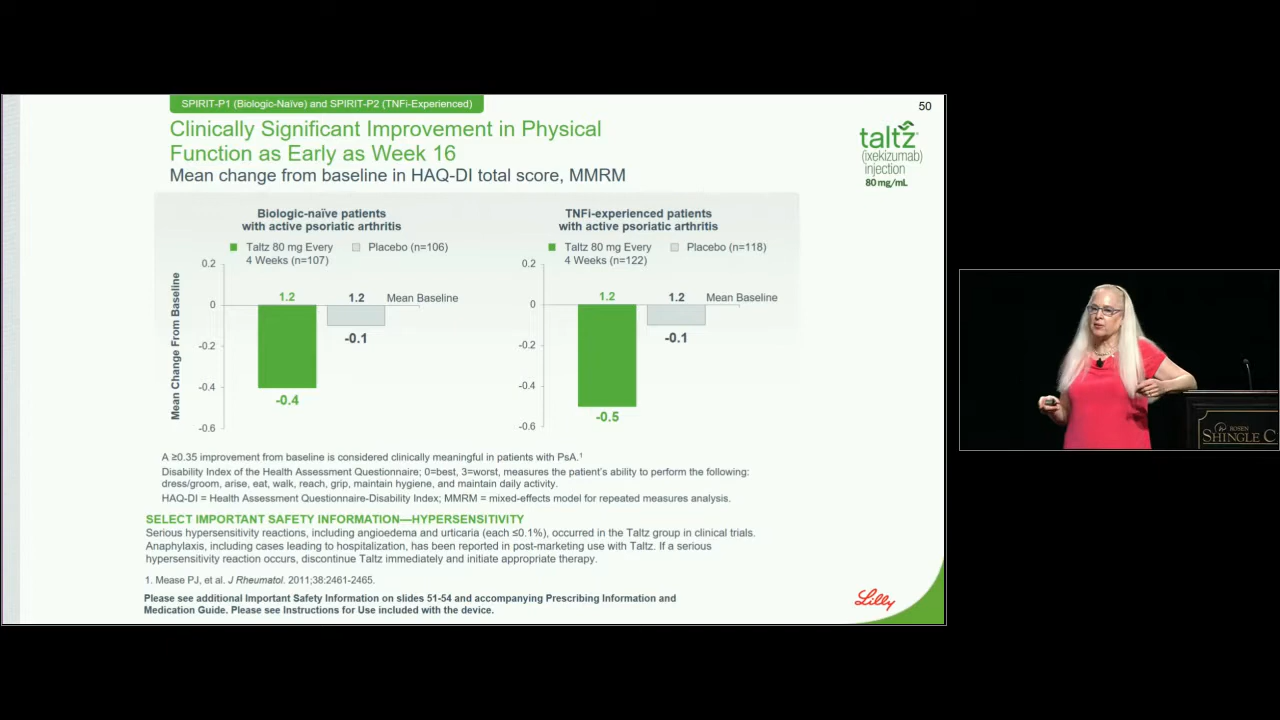 SPIRIT-P1 (Biologic-Naïve) and SPIRIT-P2 (TNFi-Experienced)
50
Clinically Significant Improvement in Physical
Function as Early as Week 16
Mean change from baseline in HAQ-DI total score, MMRM
taltz®
(ixekizumab)
injection
80 mg/mL
Biologic-naïve patients
with active psoriatic arthritis
Taltz 80 mg Every
4 Weeks (n=107)
Placebo (n=106)
Mean Change From Baseline
0.2
0
-0.2
-0.4
-0.6
1.2
1.2
Mean Baseline
-0.1
-0.4
TNFi-experienced patients
with active psoriatic arthritis
Taltz 80 mg Every
4 Weeks (n=122)
Placebo (n=118)
0.2
0
-0.2
-0.4
-0.6
1.2
1.2
Mean Baseline
-0.1
-0.5
A ≥0.35 improvement from baseline is considered clinically meaningful in patients with PsA.¹
Disability Index of the Health Assessment Questionnaire; 0=best, 3=worst, measures the patient's ability to perform the following:
dress/groom, arise, eat, walk, reach, grip, maintain hygiene, and maintain daily activity.
HAQ-DI = Health Assessment Questionnaire-Disability Index; MMRM = mixed-effects model for repeated measures analysis.
SELECT IMPORTANT SAFETY INFORMATION—HYPERSENSITIVITY
Serious hypersensitivity reactions, including angioedema and urticaria (each ≤0.1%), occurred in the Taltz group in clinical trials.
Anaphylaxis, including cases leading to hospitalization, has been reported in post-marketing use with Taltz. If a serious
hypersensitivity reaction occurs, discontinue Taltz immediately and initiate appropriate therapy.
1. Mease PJ, et al. J Rheumatol. 2011;38:2461-2465.
Please see additional Important Safety Information on slides 51-54 and accompanying Prescribing Information and
Medication Guide. Please see Instructions for Use included with the device.
Lilly
ROSEN
SHINGLE C